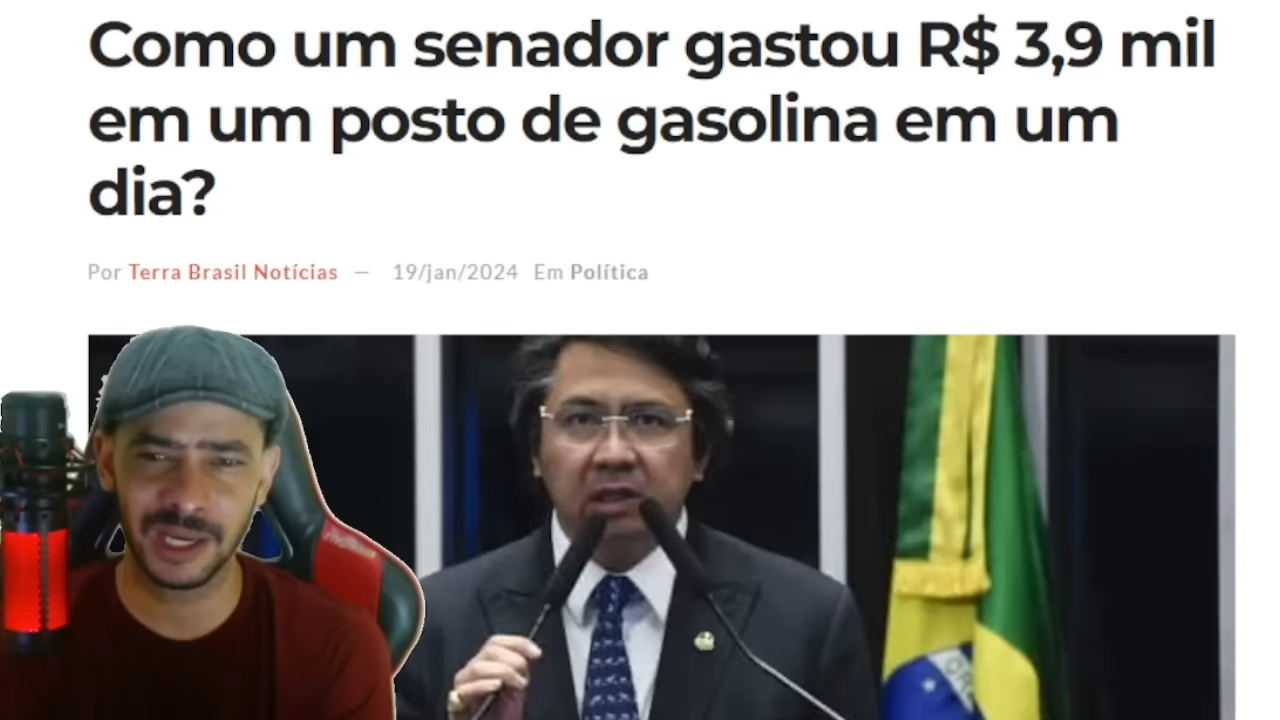 Como um senador gastou R$ 3,9 mil
em um posto de gasolina em um
dia?
Por Terra Brasil Notícias — 19/jan/2024 Em Política